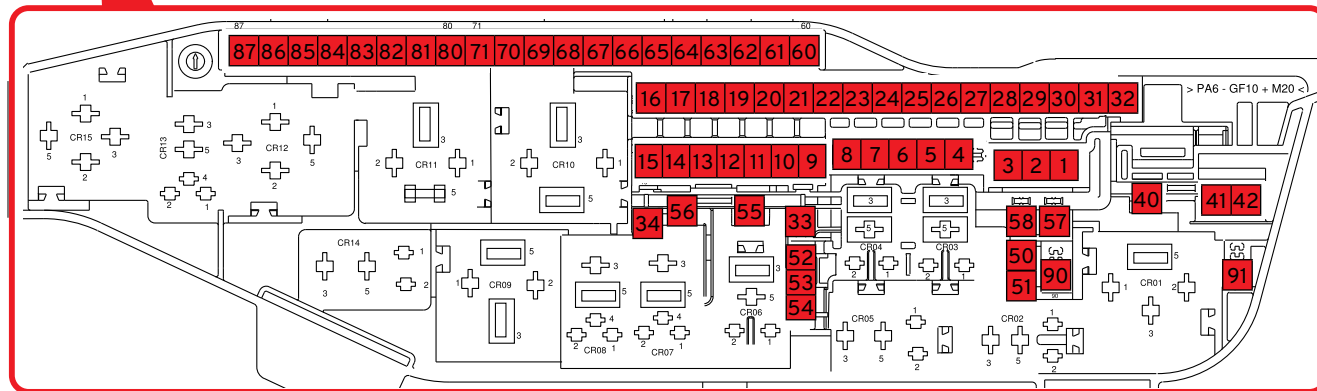 87 80 71 60
87 86 85 84 83 82 81 80 71 70 69 68 67 66 65 64 63 62 61 60
16 17 18 19 20 21 22 23 24 25 26 27 28 29 30 31 32
> PA6 - GF10 + M20 <
15 14 13 12 11 10 9 8 7 6 5 4 3 2 1
1 5 CR15 3 2
CR13 3 5 4 2 1
1 3 CR12 5 2
3 2 CR11 1 5
3 2 CR10 1 5
40 41 42
34 56 55 33
3 5 CR04 2 1
3 5 CR03 2 1
58 57
50 51 90
90
91
52
53
54
CR14 1 2 3 5
5 CR09 2 1 3
3 5 4 2 1 CR08
3 5 4 2 1 CR07
3 5 CR06 2 1
CR05 1 3 5 2
CR02 1 3 5 2
5 CR01 1 2 3